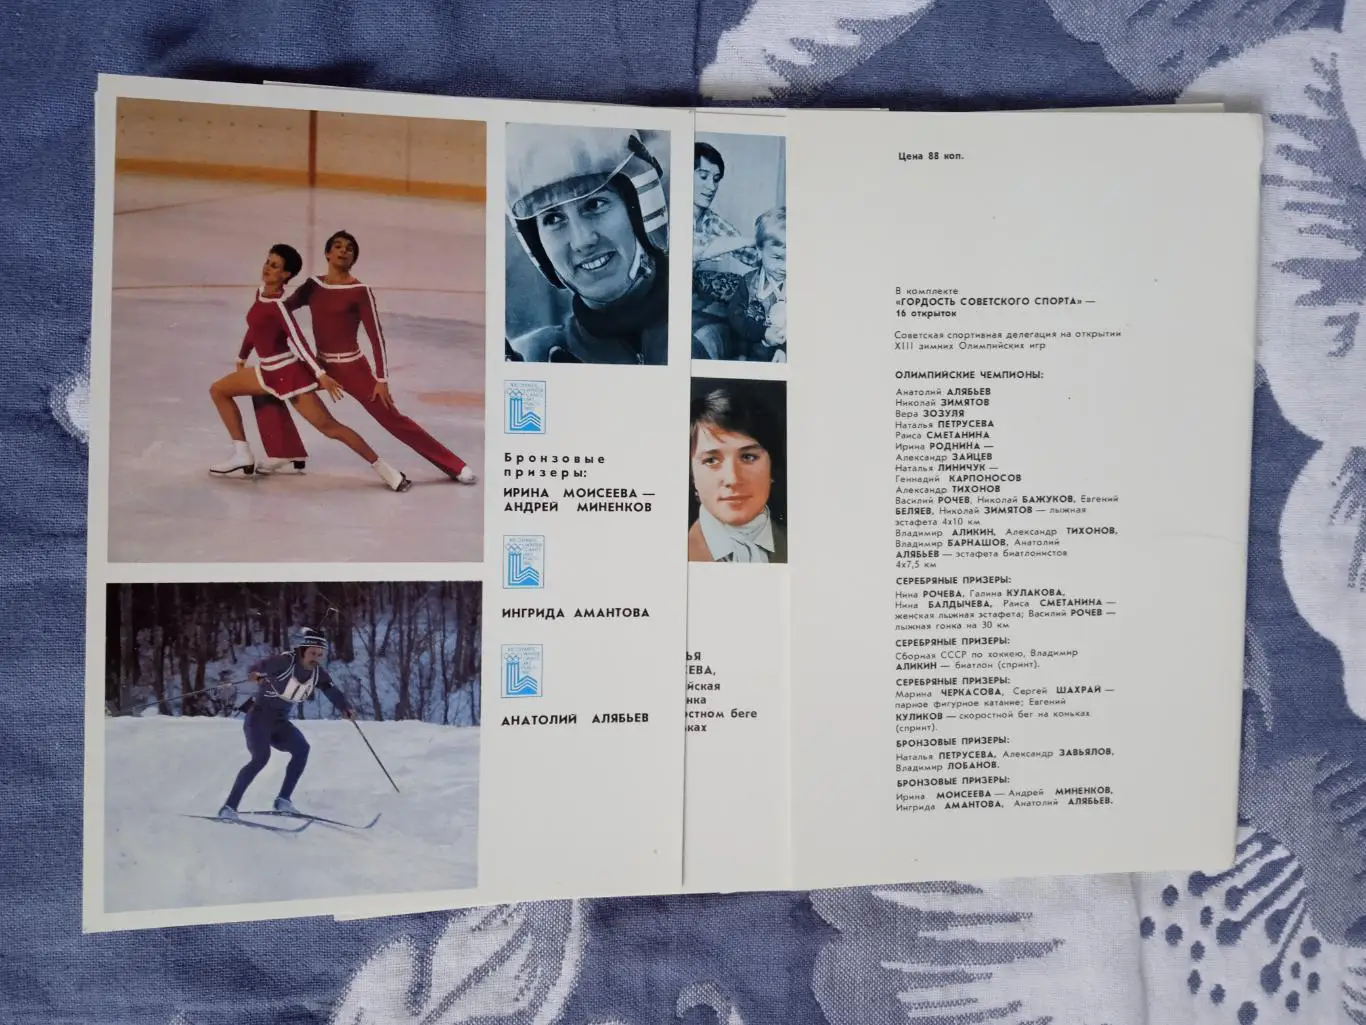 Бронзовые
призеры:
ИРИНА МОИСЕЕВА —
АНДРЕЙ МИНЕНКОВ
ИНГРИДА АМАНТОВА
АНАТОЛИЙ АЛЯБЬЕВ
ЬЯ
ЕВА,
йская
нка
ростном беге
ьках
Цена 88 коп.
В комплекте
«ГОРДОСТЬ СОВЕТСКОГО СПОРТА» —
16 открыток
Советская спортивная делегация на открытии
XIII зимних Олимпийских игр
ОЛИМПИЙСКИЕ ЧЕМПИОНЫ:
Анатолий АЛЯБЬЕВ
Николай ЗИМЯТОВ
Вера ЗОЗУЛЯ
Наталья ПЕТРУСЕВА
Раиса СМЕТАНИНА
Ирина РОДНИНА —
Александр ЗАЙЦЕВ
Наталья ЛИНИЧУК —
Геннадий КАРПОНОСОВ
Александр ТИХОНОВ
Василий РОЧЕВ, Николай БАЖУКОВ, Евгений
БЕЛЯЕВ, Николай ЗИМЯТОВ — лыжная
эстафета 4х10 км
Владимир АЛИКИН, Александр ТИХОНОВ,
Владимир БАРНАШОВ, Анатолий
АЛЯБЬЕВ — эстафета биатлонистов
4х7,5 км
СЕРЕБРЯНЫЕ ПРИЗЕРЫ:
Нина РОЧЕВА, Галина КУЛАКОВА,
Нина БАЛДЫЧЕВА, Раиса СМЕТАНИНА —
женская лыжная эстафета; Василий РОЧЕВ —
лыжная гонка на 30 км
СЕРЕБРЯНЫЕ ПРИЗЕРЫ:
Сборная СССР по хоккею, Владимир
АЛИКИН — биатлон (спринт).
СЕРЕБРЯНЫЕ ПРИЗЕРЫ:
Марина ЧЕРКАСОВА, Сергей ШАХРАЙ —
парное фигурное катание; Евгений
КУЛИКОВ — скоростной бег на коньках
(спринт).
БРОНЗОВЫЕ ПРИЗЕРЫ:
Наталья ПЕТРУСЕВА, Александр ЗАВЬЯЛОВ,
Владимир ЛОБАНОВ.
БРОНЗОВЫЕ ПРИЗЕРЫ:
Ирина МОИСЕЕВА — Андрей МИНЕНКОВ,
Ингрида АМАНТОВА, Анатолий АЛЯБЬЕВ.